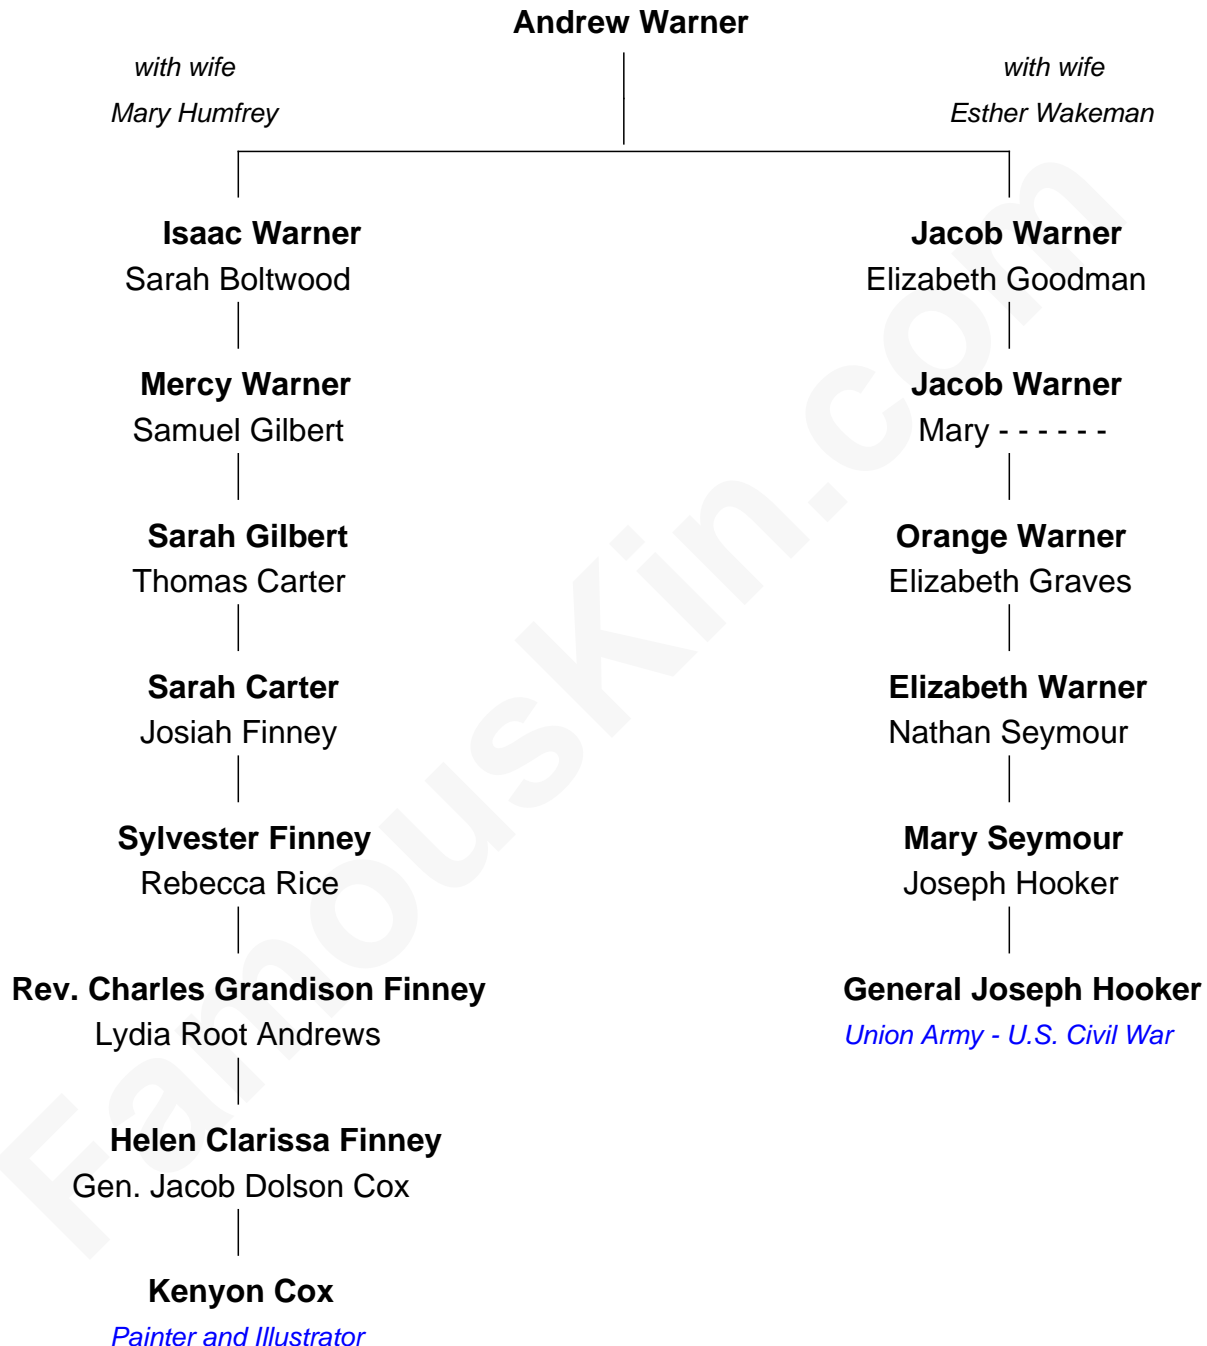 Andrew Warner
with wife
Mary Humfrey
with wife
Esther Wakeman
Isaac Warner
Sarah Boltwood
Jacob Warner
Elizabeth Goodman
Mercy Warner
Samuel Gilbert
Jacob Warner
Mary - - - - - -
Sarah Gilbert
Thomas Carter
Orange Warner
Elizabeth Graves
Sarah Carter
Josiah Finney
Elizabeth Warner
Nathan Seymour
Sylvester Finney
Rebecca Rice
Mary Seymour
Joseph Hooker
Rev. Charles Grandison Finney
Lydia Root Andrews
General Joseph Hooker
Union Army - U.S. Civil War
Helen Clarissa Finney
Gen. Jacob Dolson Cox
Kenyon Cox
Painter and Illustrator
FamousKin.com